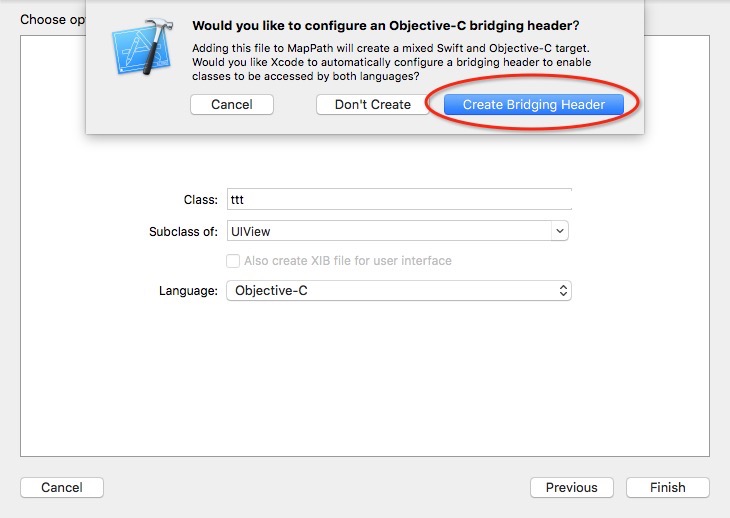 Choose op
Would you like to configure an Objective-C bridging header?
Adding this file to MapPath will create a mixed Swift and Objective-C target.
Would you like Xcode to automatically configure a bridging header to enable
classes to be accessed by both languages?
Cancel Don't Create Create Bridging Header
Class: ttt
Subclass of: UIView
Also create XIB file for user interface
Language: Objective-C
Cancel Previous Finish